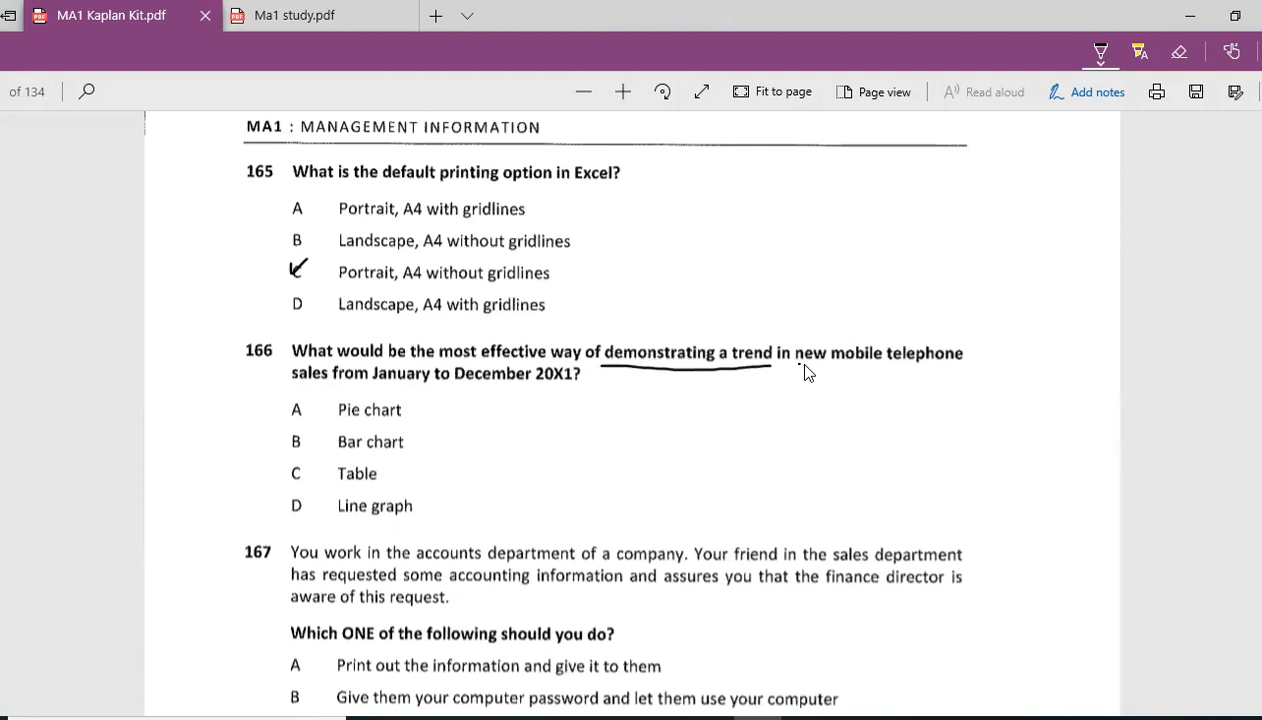 MA1 Kaplan Kit.pdf
Ma1 study.pdf
of 134
Fit to page
Page view
Read aloud
Add notes
MA1 : MANAGEMENT INFORMATION
165 What is the default printing option in Excel?
A Portrait, A4 with gridlines
B Landscape, A4 without gridlines
C Portrait, A4 without gridlines
D Landscape, A4 with gridlines
166 What would be the most effective way of demonstrating a trend in new mobile telephone
sales from January to December 20X1?
A Pie chart
B Bar chart
C Table
D Line graph
167 You work in the accounts department of a company. Your friend in the sales department
has requested some accounting information and assures you that the finance director is
aware of this request.
Which ONE of the following should you do?
A Print out the information and give it to them
B Give them your computer password and let them use your computer